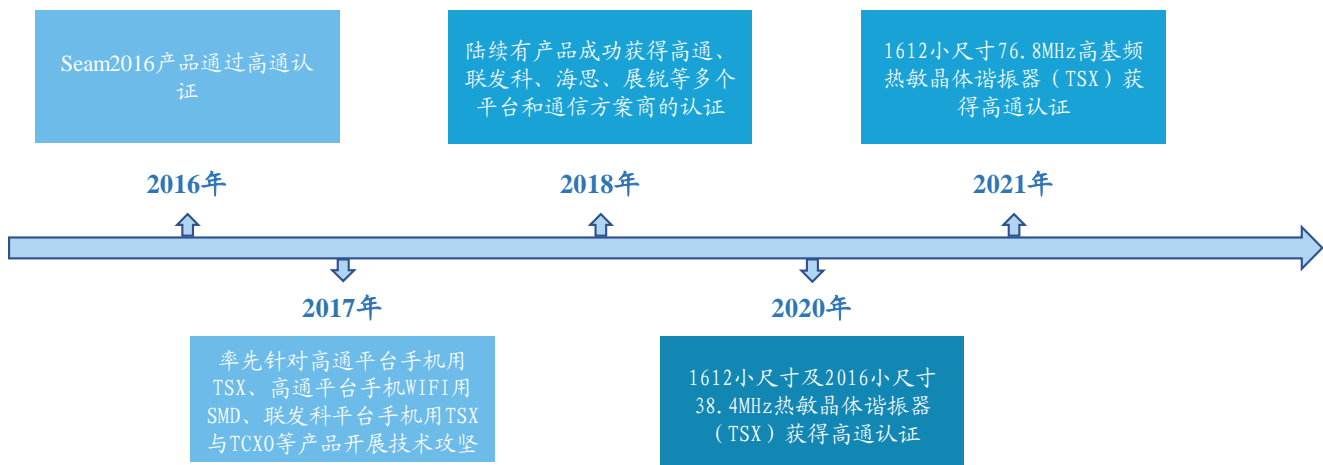 Seam2016产品通过高通认
证
2016年
率先针对高通平台手机用
TSX、高通平台手机WIFI用
SMD、联发科平台手机用TSX
与TCXO等产品开展技术攻坚
2017年
陆续有产品成功获得高通、
联发科、海思、展锐等多个
平台和通信方案商的认证
2018年
1612小尺寸及2016小尺寸
38.4MHz热敏晶体谐振器
（TSX）获得高通认证
2020年
1612小尺寸76.8MHz高基频
热敏晶体谐振器（TSX）获
得高通认证
2021年